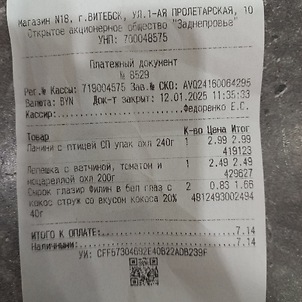 Магазин N18, г.ВИТЕБСК, УЛ.1-АЯ ПРОЛЕТАРСКАЯ, 10
Открытое акционерное общество "Заднепровье"
УНП: 700048575
Платежный документ
№ 8529
Рег.№ Кассы: 719004575 Зав.№ СКО: AVQ24160064296
Валюта: BYN Док-т закрыт: 12.01.2025 11:35:33
Кассир: Федоренко Е.С.
Товар К-во Цена Итог
Панини с птицей СП упак охл 240г 1 2.99 2.99
419123
Лепешка с ватчиной, томатом и 1 2.49 2.49
моцареллой охл 200г 429627
Сырок глазир Филин в бел глаз с 2 0.83 1.66
кокос струж со вкусом кокоса 20% 4812493002494
40г
ИТОГО К ОПЛАТЕ: 7.14
Наличными: 7.14
УИ: CFF57304692E40B22A0B239F